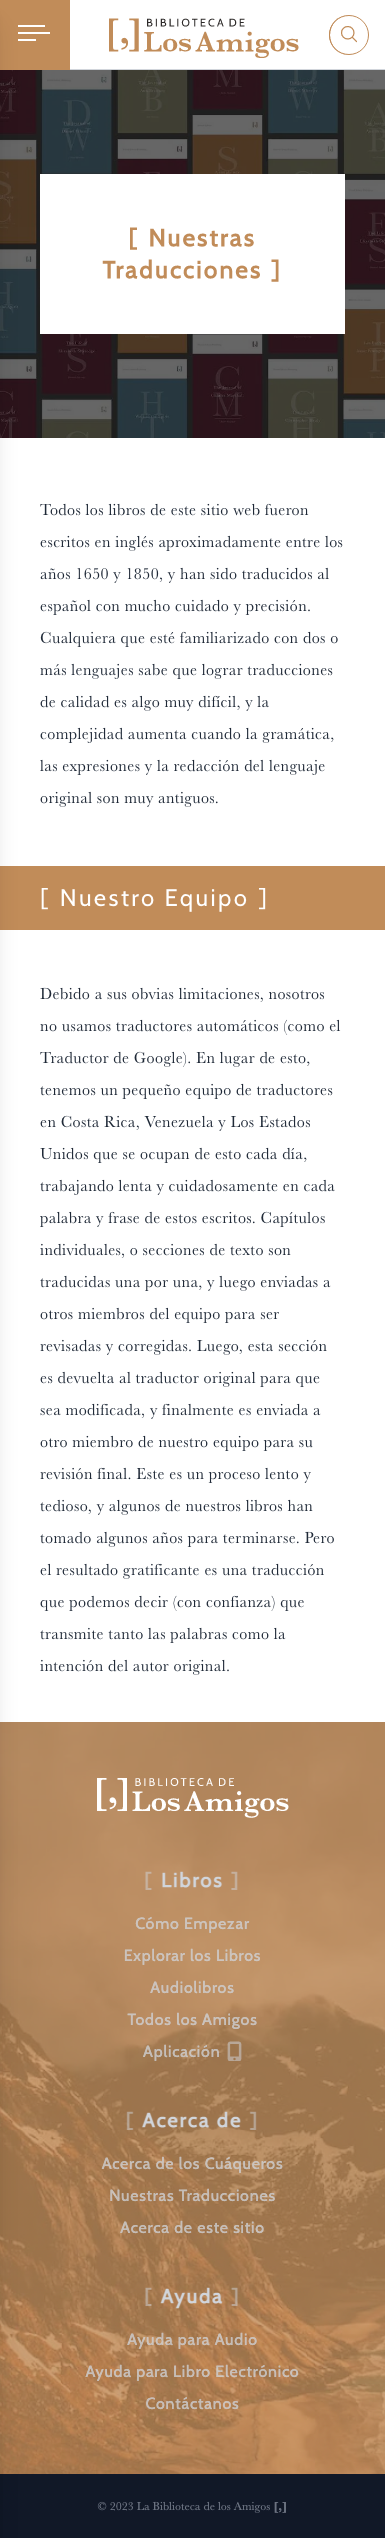 BIBLIOTECA DE
[,] Los Amigos
[ Nuestras
Traducciones ]
Todos los libros de este sitio web fueron
escritos en inglés aproximadamente entre los
años 1650 y 1850, y han sido traducidos al
español con mucho cuidado y precisión.
Cualquiera que esté familiarizado con dos o
más lenguajes sabe que lograr traducciones
de calidad es algo muy difícil, y la
complejidad aumenta cuando la gramática,
las expresiones y la redacción del lenguaje
original son muy antiguos.
[ Nuestro Equipo ]
Debido a sus obvias limitaciones, nosotros
no usamos traductores automáticos (como el
Traductor de Google). En lugar de esto,
tenemos un pequeño equipo de traductores
en Costa Rica, Venezuela y Los Estados
Unidos que se ocupan de esto cada día,
trabajando lenta y cuidadosamente en cada
palabra y frase de estos escritos. Capítulos
individuales, o secciones de texto son
traducidas una por una, y luego enviadas a
otros miembros del equipo para ser
revisadas y corregidas. Luego, esta sección
es devuelta al traductor original para que
sea modificada, y finalmente es enviada a
otro miembro de nuestro equipo para su
revisión final. Este es un proceso lento y
tedioso, y algunos de nuestros libros han
tomado algunos años para terminarse. Pero
el resultado gratificante es una traducción
que podemos decir (con confianza) que
transmite tanto las palabras como la
intención del autor original.
BIBLIOTECA DE
[,] Los Amigos
[ Libros ]
Cómo Empezar
Explorar los Libros
Audiolibros
Todos los Amigos
Aplicación
[ Acerca de ]
Acerca de los Cuáqueros
Nuestras Traducciones
Acerca de este sitio
[ Ayuda ]
Ayuda para Audio
Ayuda para Libro Electrónico
Contáctanos
© 2023 La Biblioteca de los Amigos [,]